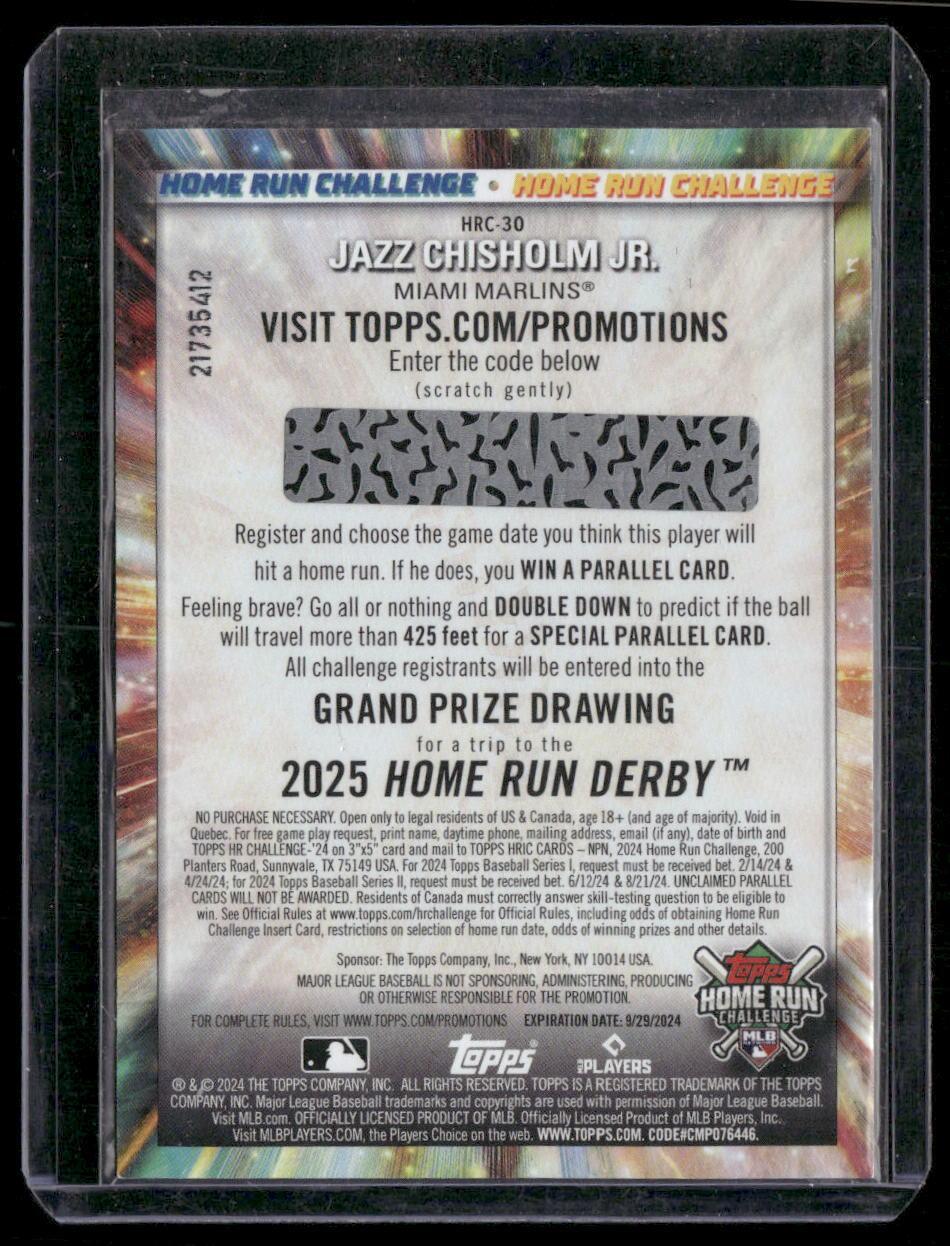 HOME RUN CHALLENGE • HOME RUN CHALLENGE
HRC-30
JAZZ CHISHOLM JR.
MIAMI MARLINS®
21735412
VISIT TOPPS.COM/PROMOTIONS
Enter the code below
(scratch gently)
Register and choose the game date you think this player will
hit a home run. If he does, you WIN A PARALLEL CARD.
Feeling brave? Go all or nothing and DOUBLE DOWN to predict if the ball
will travel more than 425 feet for a SPECIAL PARALLEL CARD.
All challenge registrants will be entered into the
GRAND PRIZE DRAWING
for a trip to the
2025 HOME RUN DERBY™
NO PURCHASE NECESSARY. Open only to legal residents of US & Canada, age 18+ (and age of majority). Void in
Quebec. For free game play request, print name, daytime phone, mailing address, email (if any), date of birth and
TOPPS HR CHALLENGE-'24 on 3"x5" card and mail to TOPPS HRIC CARDS – NPN, 2024 Home Run Challenge, 200
Planters Road, Sunnyvale, TX 75149 USA. For 2024 Topps Baseball Series I, request must be received bet. 2/14/24 &
4/24/24; for 2024 Topps Baseball Series II, request must be received bet. 6/12/24 & 8/21/24. UNCLAIMED PARALLEL
CARDS WILL NOT BE AWARDED. Residents of Canada must correctly answer skill-testing question to be eligible to
win. See Official Rules at www.topps.com/hrchallenge for Official Rules, including odds of obtaining Home Run
Challenge Insert Card, restrictions on selection of home run date, odds of winning prizes and other details.
Sponsor: The Topps Company, Inc., New York, NY 10014 USA.
MAJOR LEAGUE BASEBALL IS NOT SPONSORING, ADMINISTERING, PRODUCING
OR OTHERWISE RESPONSIBLE FOR THE PROMOTION.
FOR COMPLETE RULES, VISIT WWW.TOPPS.COM/PROMOTIONS EXPIRATION DATE: 9/29/2024
topps
HOME RUN
CHALLENGE
MLB
NETWORK
topps®
MLB PLAYERS
® & © 2024 THE TOPPS COMPANY, INC. ALL RIGHTS RESERVED. TOPPS IS A REGISTERED TRADEMARK OF THE TOPPS
COMPANY, INC. Major League Baseball trademarks and copyrights are used with permission of Major League Baseball.
Visit MLB.com. OFFICIALLY LICENSED PRODUCT OF MLB. Officially Licensed Product of MLB Players, Inc.
Visit MLBPLAYERS.COM, the Players Choice on the web. WWW.TOPPS.COM. CODE#CMP076446.